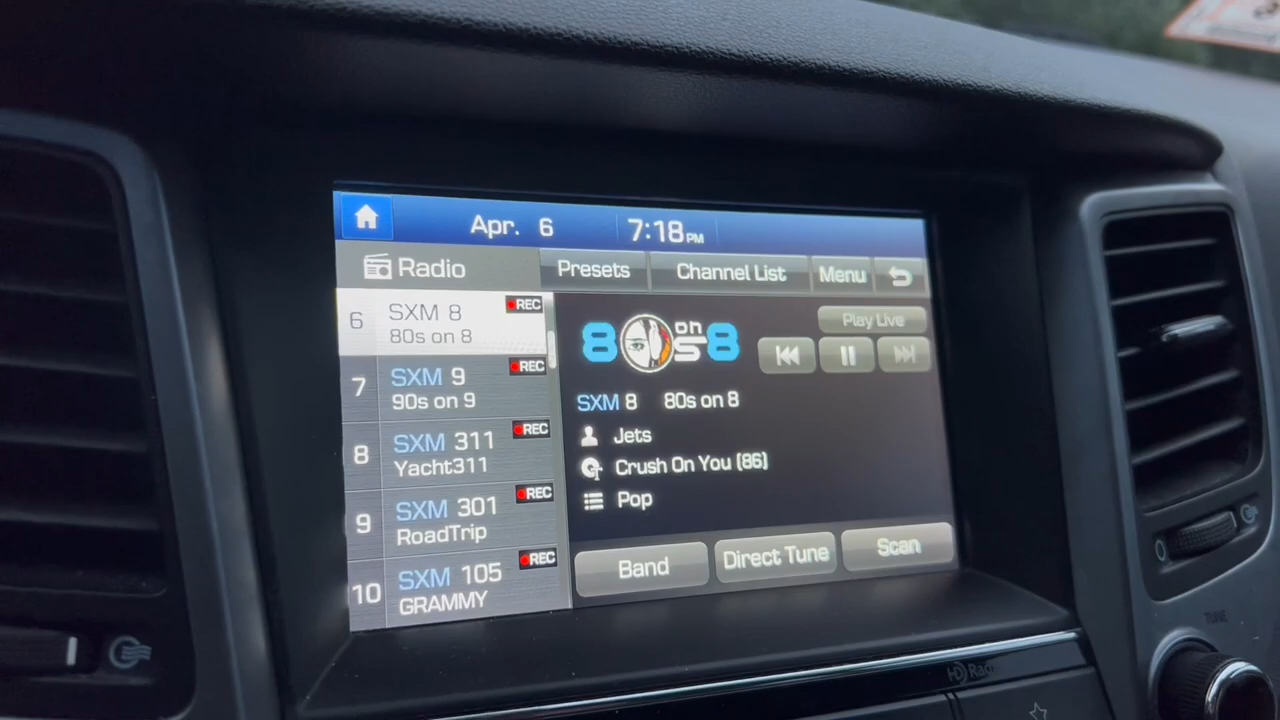 Apr. 6 7:18 PM
Radio Presets Channel List Menu
6 SXM 8 REC
80s on 8
7 SXM 9 REC
90s on 9
8 SXM 311 REC
Yacht311
9 SXM 301 REC
RoadTrip
10 SXM 105 REC
GRAMMY
80s on 8
Play Live
SXM 8 80s on 8
Jets
Crush On You (86)
Pop
Band Direct Tune Scan
HD Radio
TUNE
0